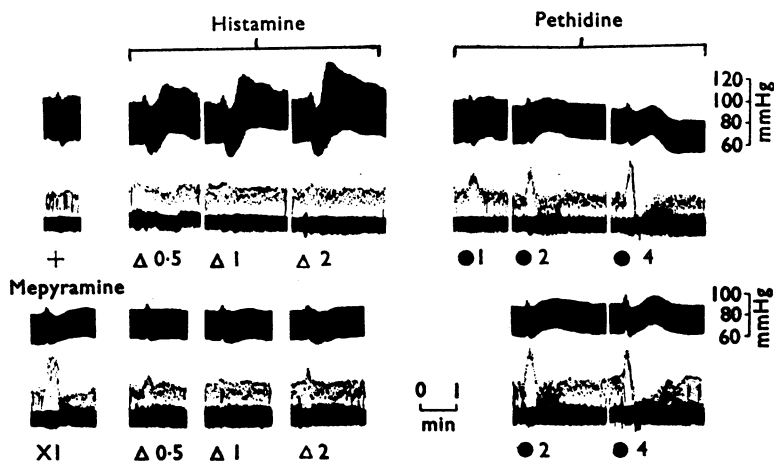 Histamine
Pethidine
120
100
80
60
mmHg
+
Δ 0·5
Δ 1
Δ 2
● 1
● 2
● 4
Mepyramine
100
80
60
mmHg
0 1
min
X1
Δ 0·5
Δ 1
Δ 2
● 2
● 4